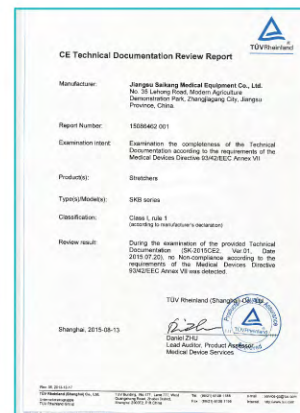 TÜVRheinland
CE Technical Documentation Review Report
Manufacturer:
Jiangsu Saikang Medical Equipment Co., Ltd.
No. 35 Lehong Road, Modern Agriculture
Demonstration Park, Zhangjiagang City, Jiangsu
Province, China.
Report Number:
15086462 001
Examination intent:
Examination the completeness of the Technical
Documentation according to the requirements of the
Medical Devices Directive 93/42/EEC Annex VII
Product(s):
Stretchers
Type(s)/Model(s):
SKB series
Classification:
Class I, rule 1
(according to manufacturer's declaration)
Review result:
During the examination of the provided Technical
Documentation (SK-2015CE2, Ver.01, Date
2015.07.20), no Non-compliance according to the
requirements of the Medical Devices Directive
93/42/EEC Annex VII was detected.
TÜV Rheinland (Shanghai) Co., Ltd.
Shanghai, 2015-08-13
Daniel ZHU
Lead Auditor, Product Assessor
Medical Device Services